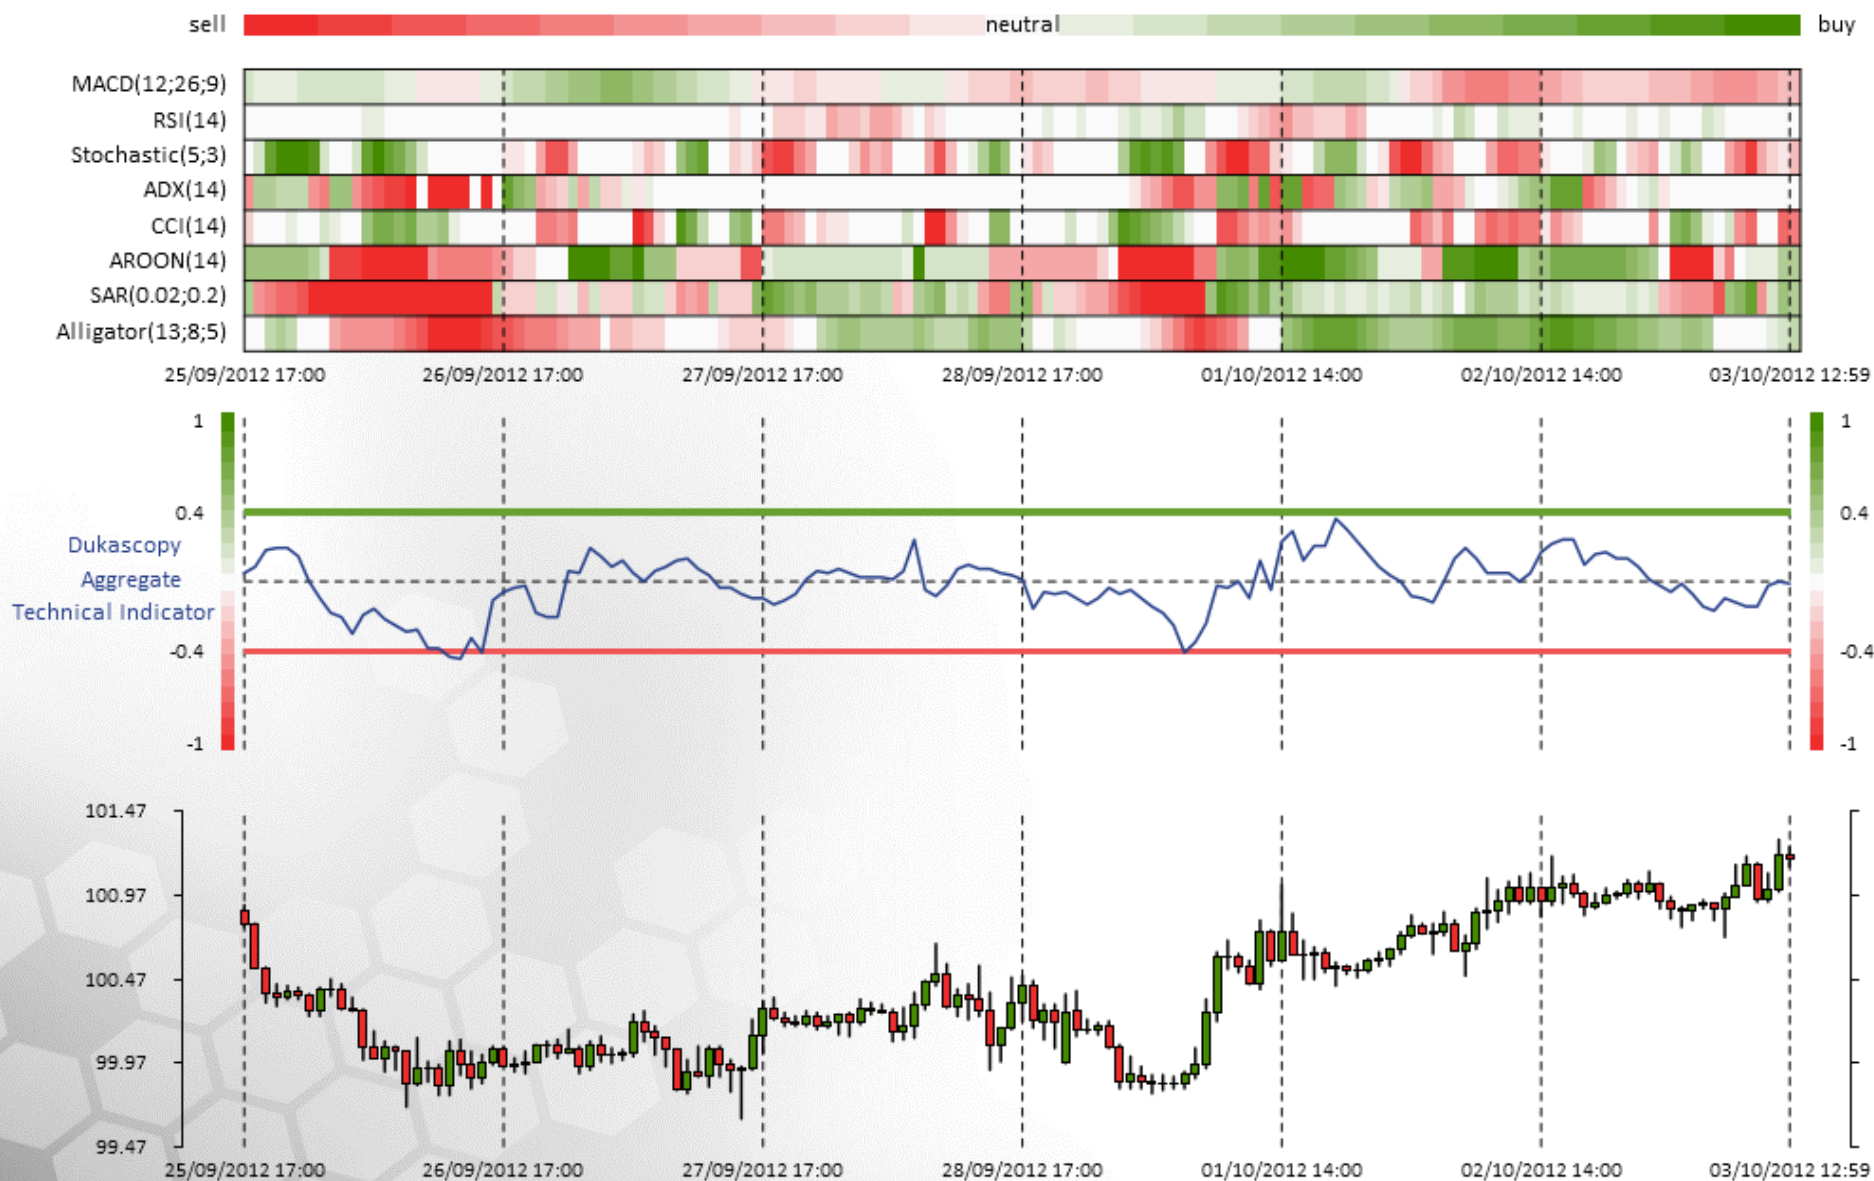 sell neutral buy
MACD(12;26;9)
RSI(14)
Stochastic(5;3)
ADX(14)
CCI(14)
AROON(14)
SAR(0.02;0.2)
Alligator(13;8;5)
25/09/2012 17:00 26/09/2012 17:00 27/09/2012 17:00 28/09/2012 17:00 01/10/2012 14:00 02/10/2012 14:00 03/10/2012 12:59
1 1
0.4 0.4
Dukascopy
Aggregate
Technical Indicator
-0.4 -0.4
-1 -1
101.47
100.97
100.47
99.97
99.47
25/09/2012 17:00 26/09/2012 17:00 27/09/2012 17:00 28/09/2012 17:00 01/10/2012 14:00 02/10/2012 14:00 03/10/2012 12:59